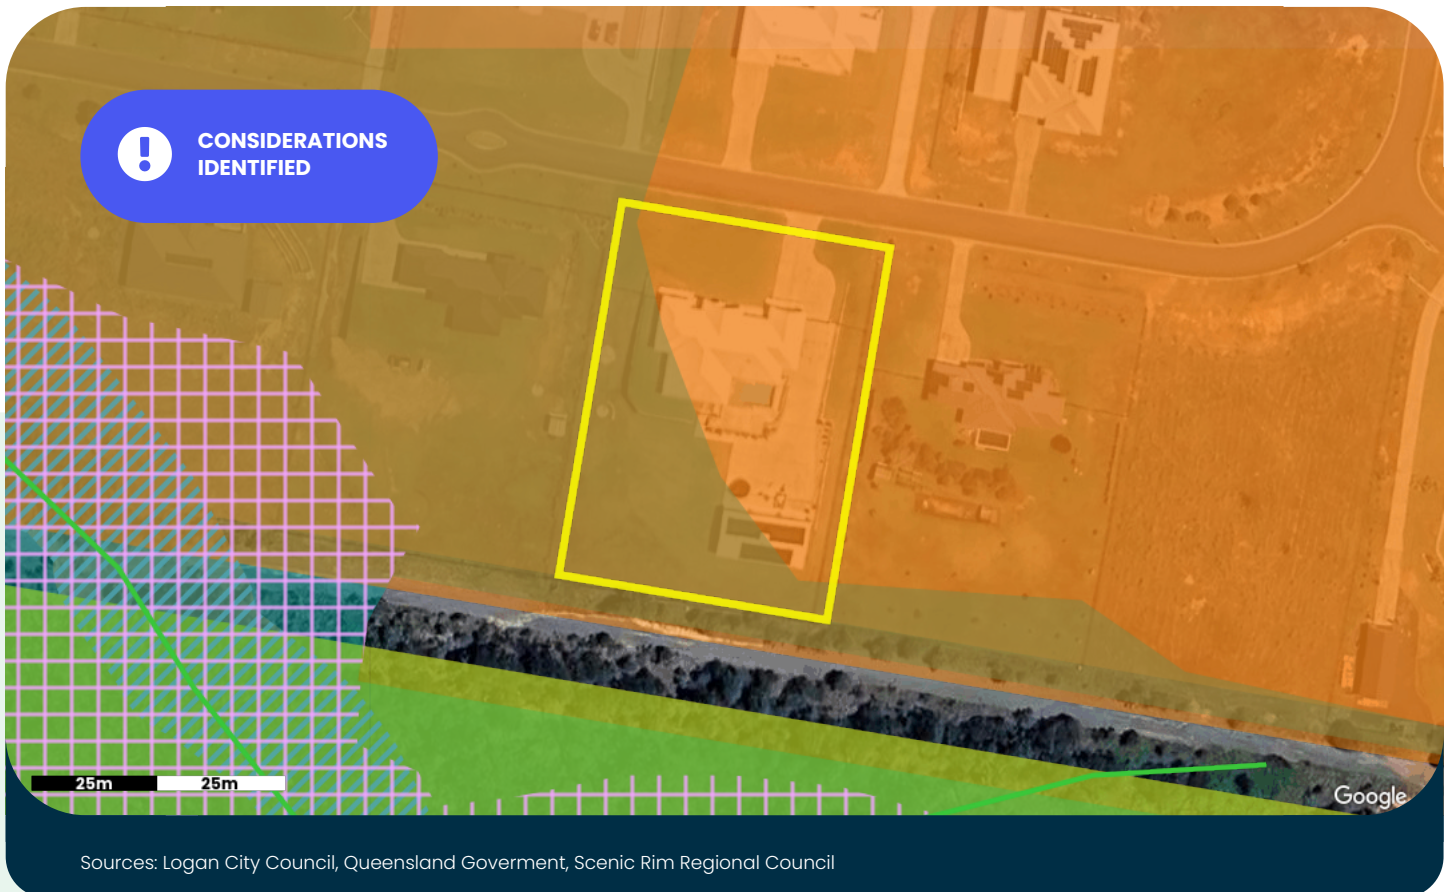 CONSIDERATIONS
IDENTIFIED
25m 25m
Google
Sources: Logan City Council, Queensland Goverment, Scenic Rim Regional Council